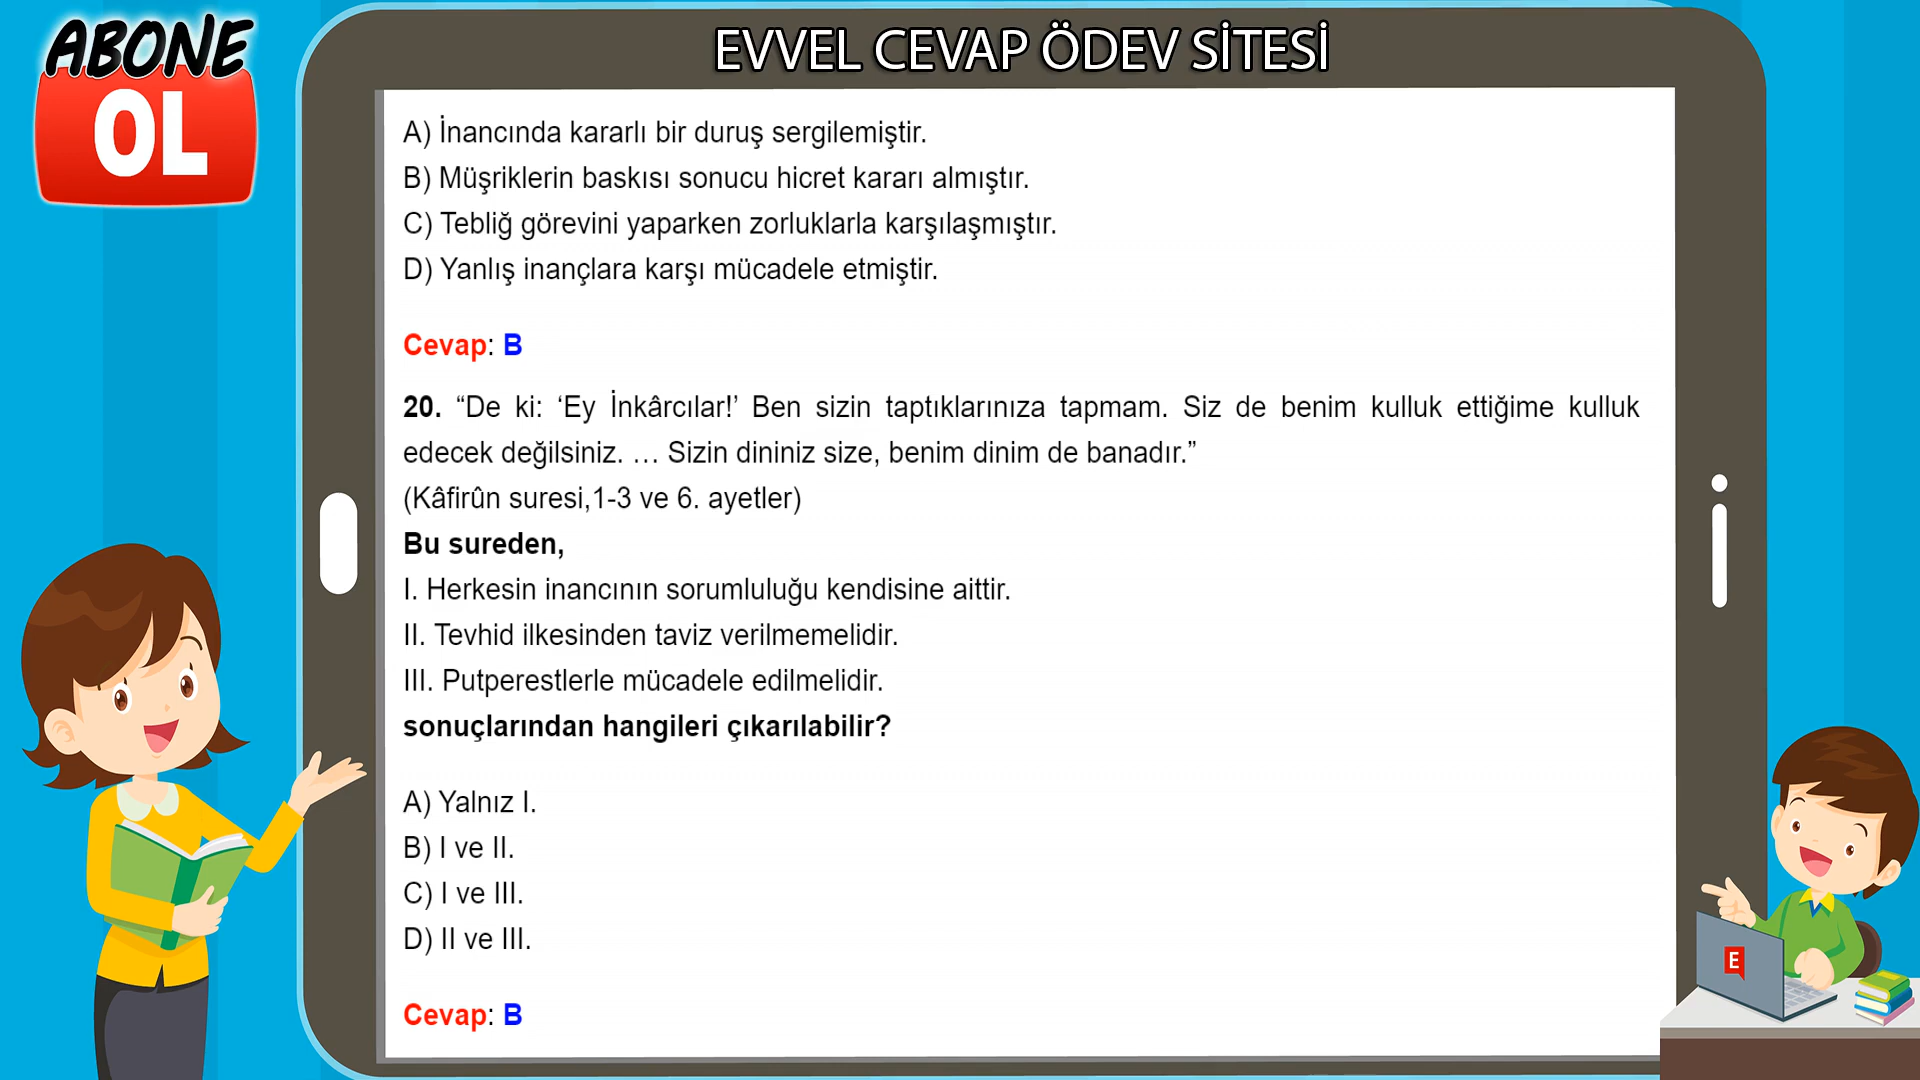 ABONE
OL
EVVEL CEVAP ÖDEV SİTESİ
A) İnancında kararlı bir duruş sergilemiştir.
B) Müşriklerin baskısı sonucu hicret kararı almıştır.
C) Tebliğ görevini yaparken zorluklarla karşılaşmıştır.
D) Yanlış inançlara karşı mücadele etmiştir.
Cevap: B
20. “De ki: ‘Ey İnkârcılar!’ Ben sizin taptıklarınıza tapmam. Siz de benim kulluk ettiğime kulluk
edecek değilsiniz. … Sizin dininiz size, benim dinim de banadır.”
(Kâfirûn suresi,1-3 ve 6. ayetler)
Bu sureden,
I. Herkesin inancının sorumluluğu kendisine aittir.
II. Tevhid ilkesinden taviz verilmemelidir.
III. Putperestlerle mücadele edilmelidir.
sonuçlarından hangileri çıkarılabilir?
A) Yalnız I.
B) I ve II.
C) I ve III.
D) II ve III.
Cevap: B
E